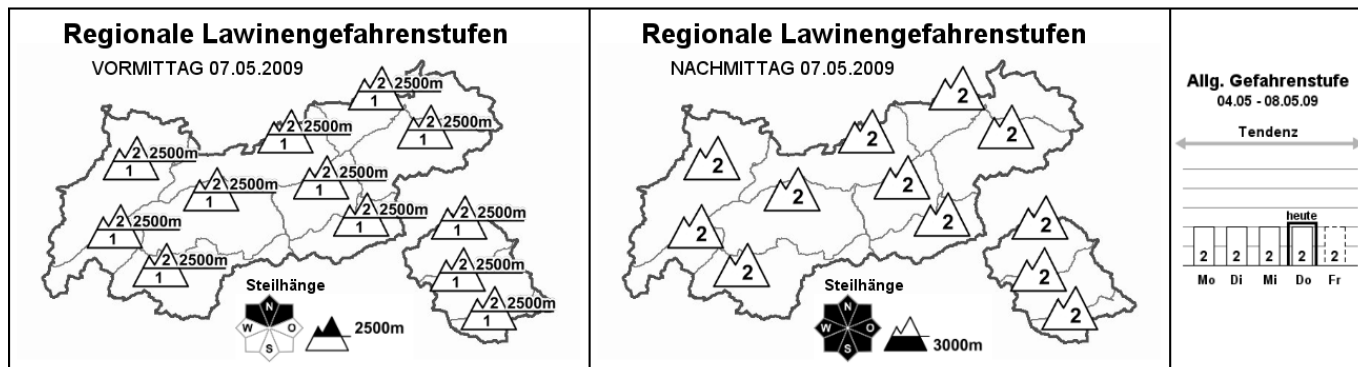 Regionale Lawinengefahrenstufen
VORMITTAG 07.05.2009
2 2500m
1
2 2500m
1
2 2500m
1
2 2500m
1
2 2500m
1
2 2500m
1
2 2500m
1
2 2500m
1
2 2500m
1
2 2500m
1
2 2500m
1
2 2500m
1
Steilhänge
N
W O
S
2500m
Regionale Lawinengefahrenstufen
NACHMITTAG 07.05.2009
2
2
2
2
2
2
2
2
2
2
2
2
Steilhänge
N
W O
S
3000m
Allg. Gefahrenstufe
04.05 - 08.05.09
Tendenz
heute
2 2 2 2 2
Mo Di Mi Do Fr